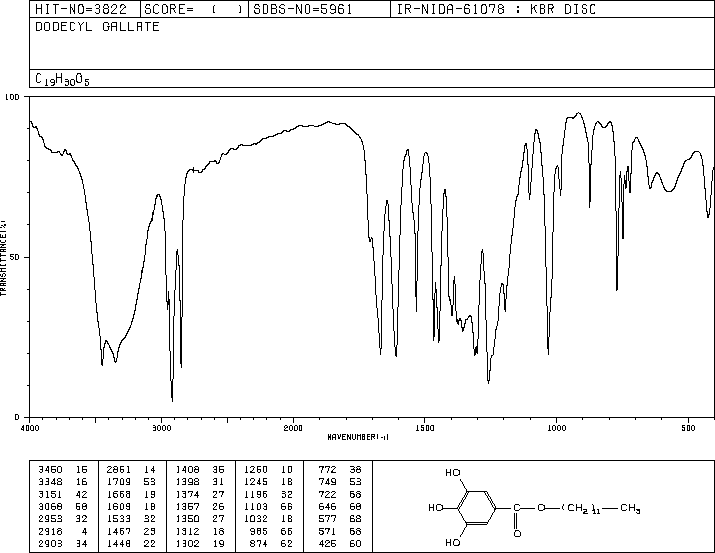 HIT-NO=3822 SCORE= ( ) SDBS-NO=5961 IR-NIDA-61078 : KBR DISC
DODECYL GALLATE
C19H30O5
100
50
0
TRANSMITTANCE(%)
4000 3000 2000 1500 1000 500
WAVENUMBER(-1)
3460 16 2861 14 1408 36 1260 10 772 38
3348 16 1709 53 1398 31 1245 18 749 53
3151 42 1668 19 1374 27 1196 32 722 68
3068 60 1609 18 1357 26 1103 66 646 68
2953 32 1533 32 1350 27 1032 18 577 68
2918 4 1467 23 1312 18 985 66 571 68
2903 34 1448 22 1302 19 874 62 426 60
HO
HO
HO
C
O
O
(CH2)11
CH3